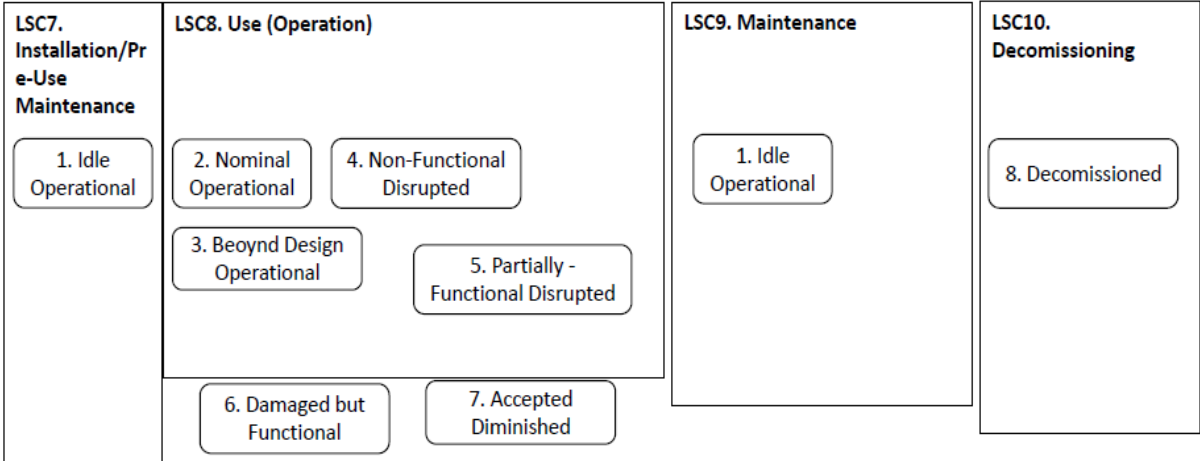 LSC7.
Installation/Pr
e-Use
Maintenance
1. Idle
Operational
LSC8. Use (Operation)
2. Nominal
Operational
4. Non-Functional
Disrupted
3. Beoynd Design
Operational
5. Partially -
Functional Disrupted
6. Damaged but
Functional
7. Accepted
Diminished
LSC9. Maintenance
1. Idle
Operational
LSC10.
Decomissioning
8. Decomissioned